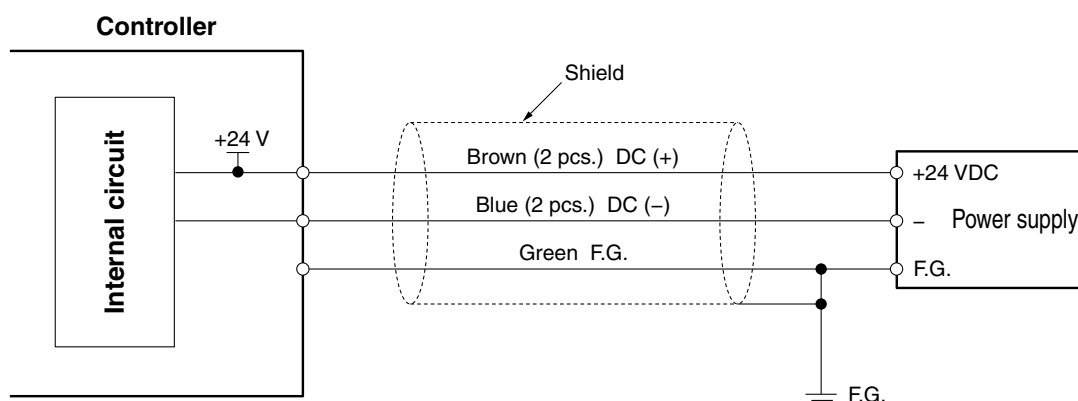 Controller
Shield
Internal circuit
+24 V
Brown (2 pcs.) DC (+)
+24 VDC
Blue (2 pcs.) DC (−)
− Power supply
Green F.G.
F.G.
F.G.